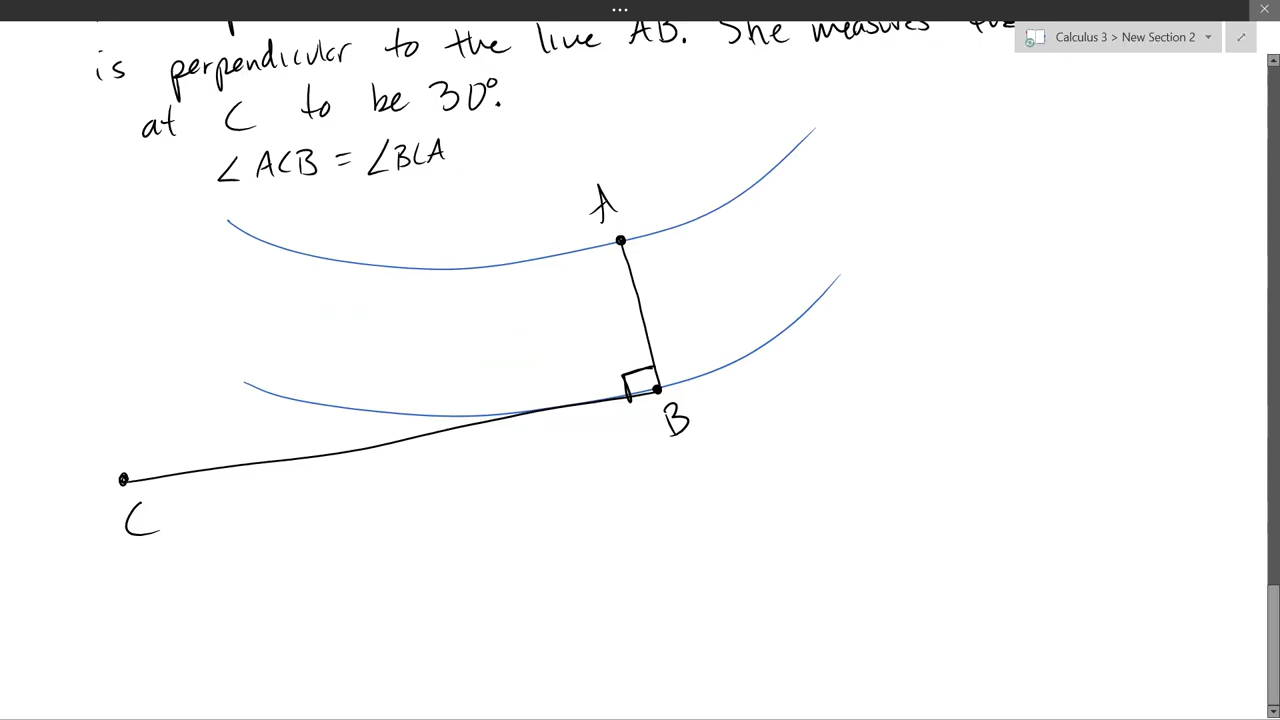 Calculus 3 > New Section 2
is perpendicular to the line AB. She measures
at C to be 30°.
∠ ACB = ∠BCA
A
B
C